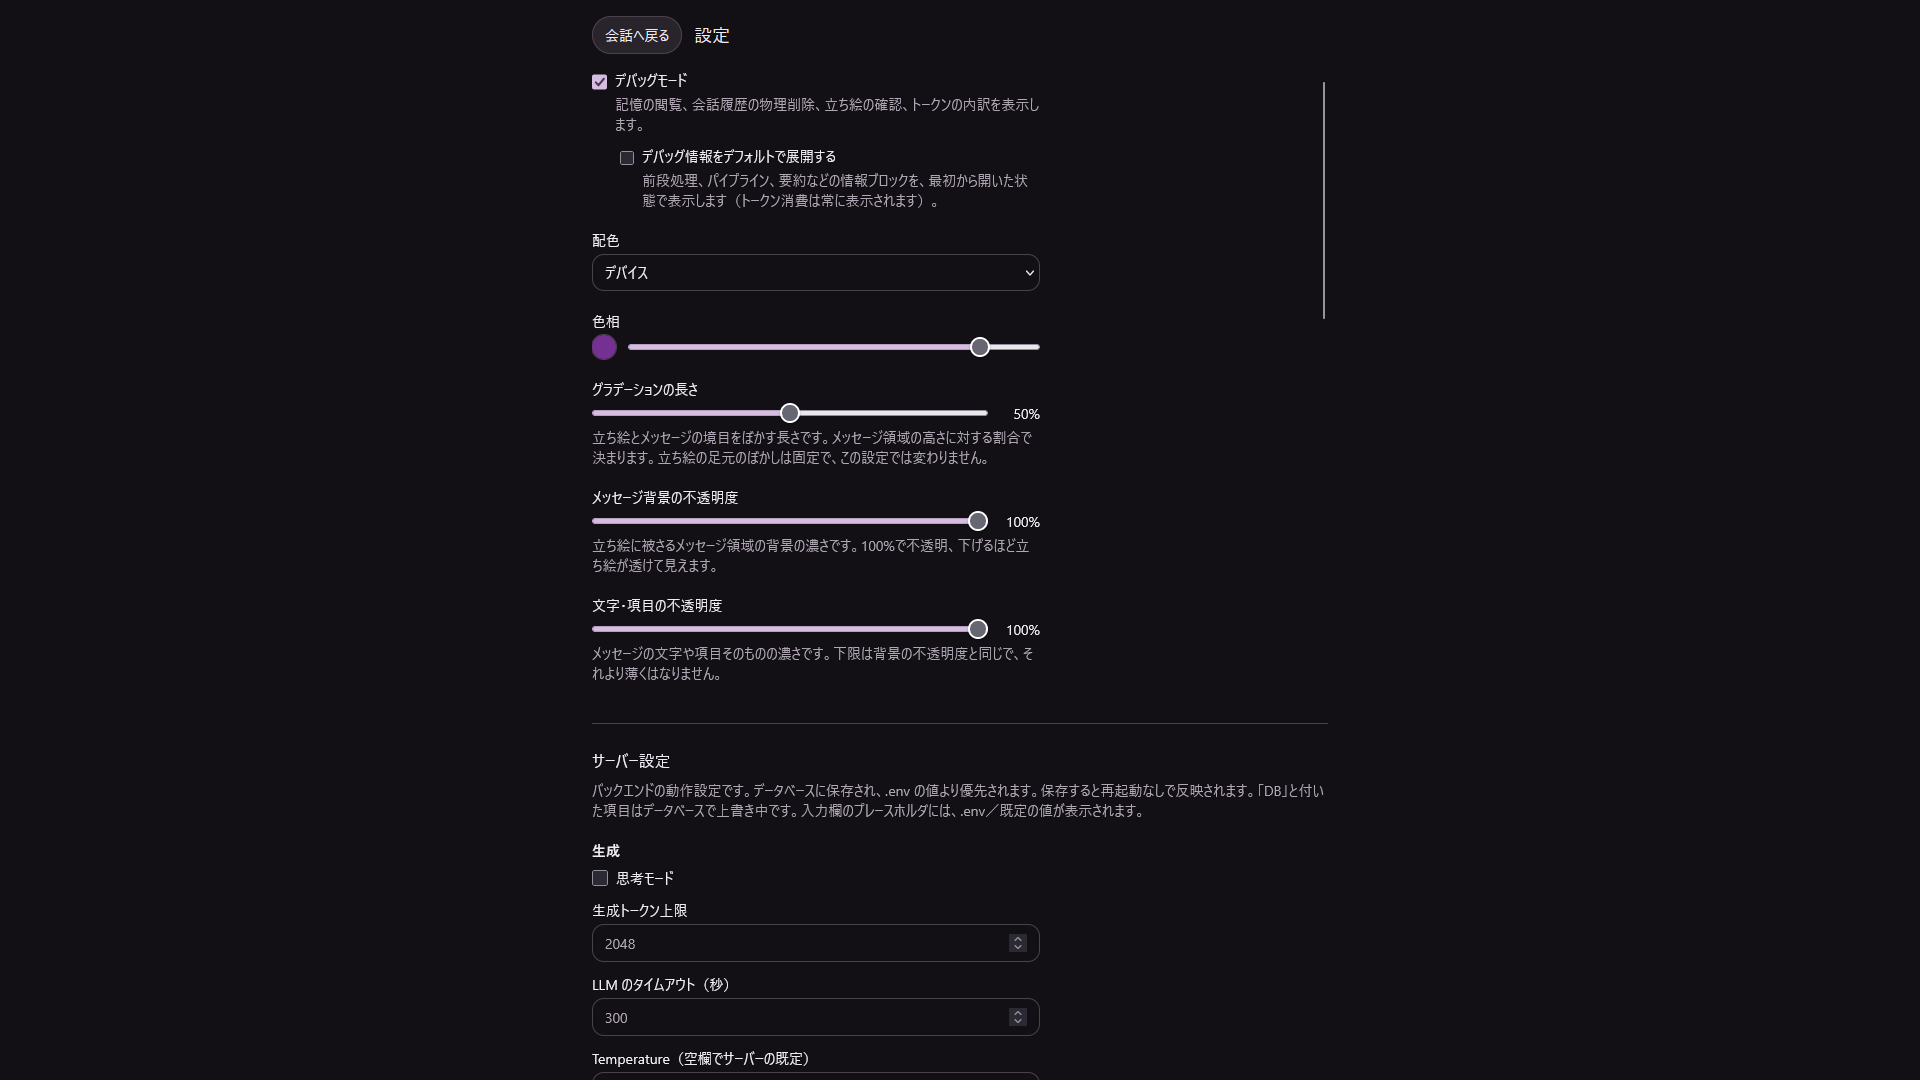 会話へ戻る 設定
デバッグモード
記憶の閲覧、会話履歴の物理削除、立ち絵の確認、トークンの内訳を表示し
ます。
デバッグ情報をデフォルトで展開する
前段処理、パイプライン、要約などの情報ブロックを、最初から開いた状
態で表示します（トークン消費は常に表示されます）。
配色
デバイス
色相
グラデーションの長さ
50%
立ち絵とメッセージの境目をぼかす長さです。メッセージ領域の高さに対する割合で
決まります。立ち絵の足元のぼかしは固定で、この設定では変わりません。
メッセージ背景の不透明度
100%
立ち絵に被さるメッセージ領域の背景の濃さです。100%で不透明、下げるほど立
ち絵が透けて見えます。
文字・項目の不透明度
100%
メッセージの文字や項目そのものの濃さです。下限は背景の不透明度と同じで、そ
れより薄くはなりません。
サーバー設定
バックエンドの動作設定です。データベースに保存され、.env の値より優先されます。保存すると再起動なしで反映されます。「DB」と付い
た項目はデータベースで上書き中です。入力欄のプレースホルダには、.env／既定の値が表示されます。
生成
思考モード
生成トークン上限
2048
LLM のタイムアウト（秒）
300
Temperature（空欄でサーバーの既定）